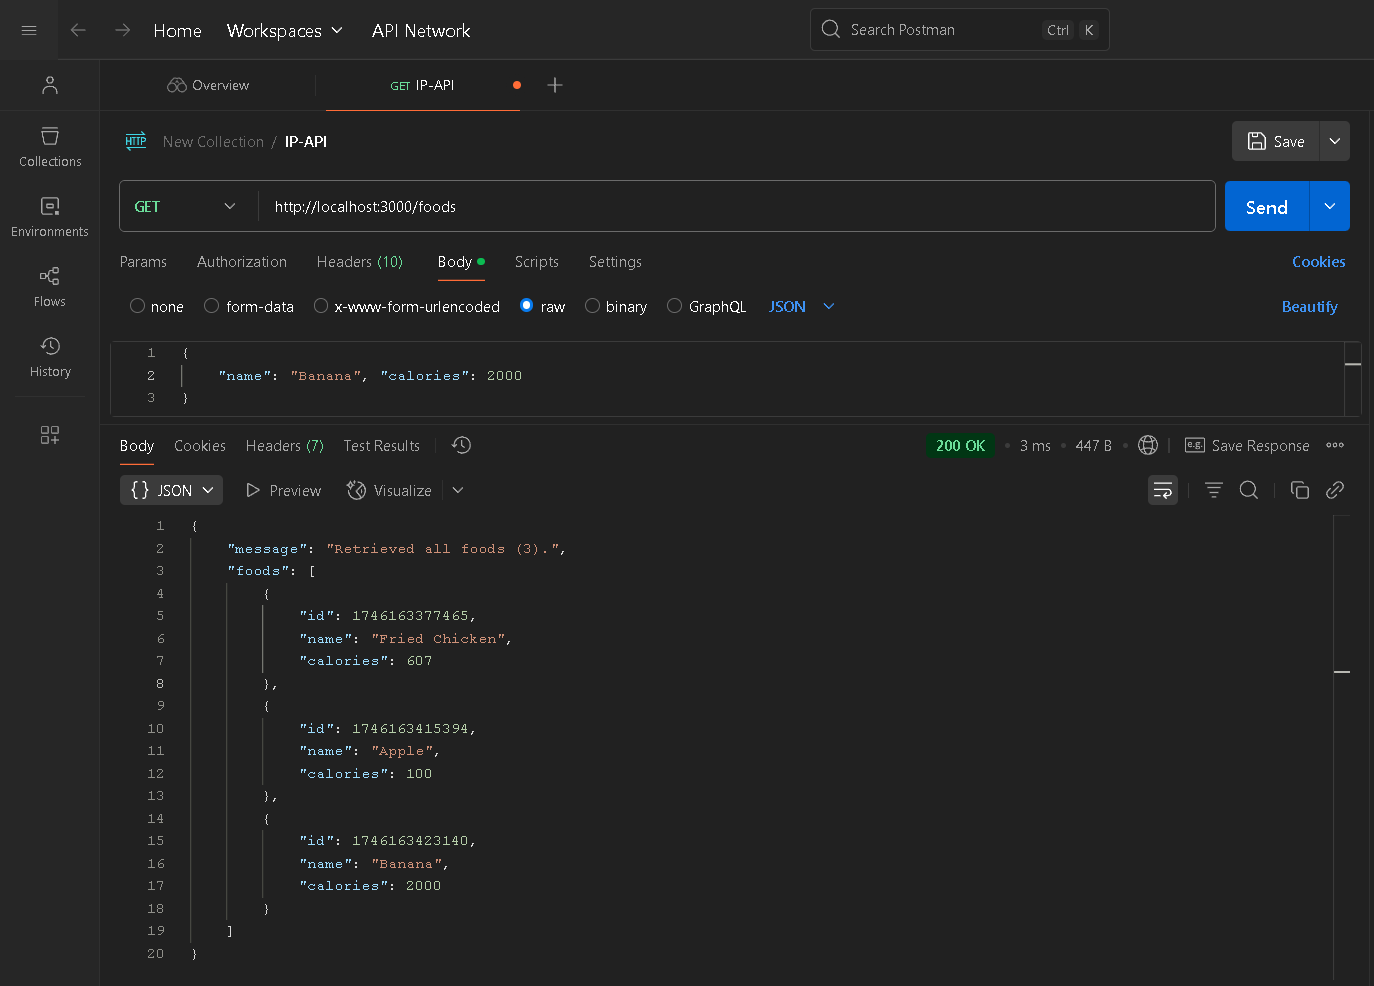 Home Workspaces API Network Search Postman Ctrl K
Overview GET IP-API
HTTP New Collection / IP-API Save
Collections
Environments
Flows
History
GET http://localhost:3000/foods Send
Params Authorization Headers (10) Body Scripts Settings Cookies
none form-data x-www-form-urlencoded raw binary GraphQL JSON Beautify
1 {
2 "name": "Banana", "calories": 2000
3 }
Body Cookies Headers (7) Test Results 200 OK • 3 ms • 447 B • e.g. Save Response
{} JSON Preview Visualize
1 {
2 "message": "Retrieved all foods (3).",
3 "foods": [
4 {
5 "id": 1746163377465,
6 "name": "Fried Chicken",
7 "calories": 607
8 },
9 {
10 "id": 1746163415394,
11 "name": "Apple",
12 "calories": 100
13 },
14 {
15 "id": 1746163423140,
16 "name": "Banana",
17 "calories": 2000
18 }
19 ]
20 }